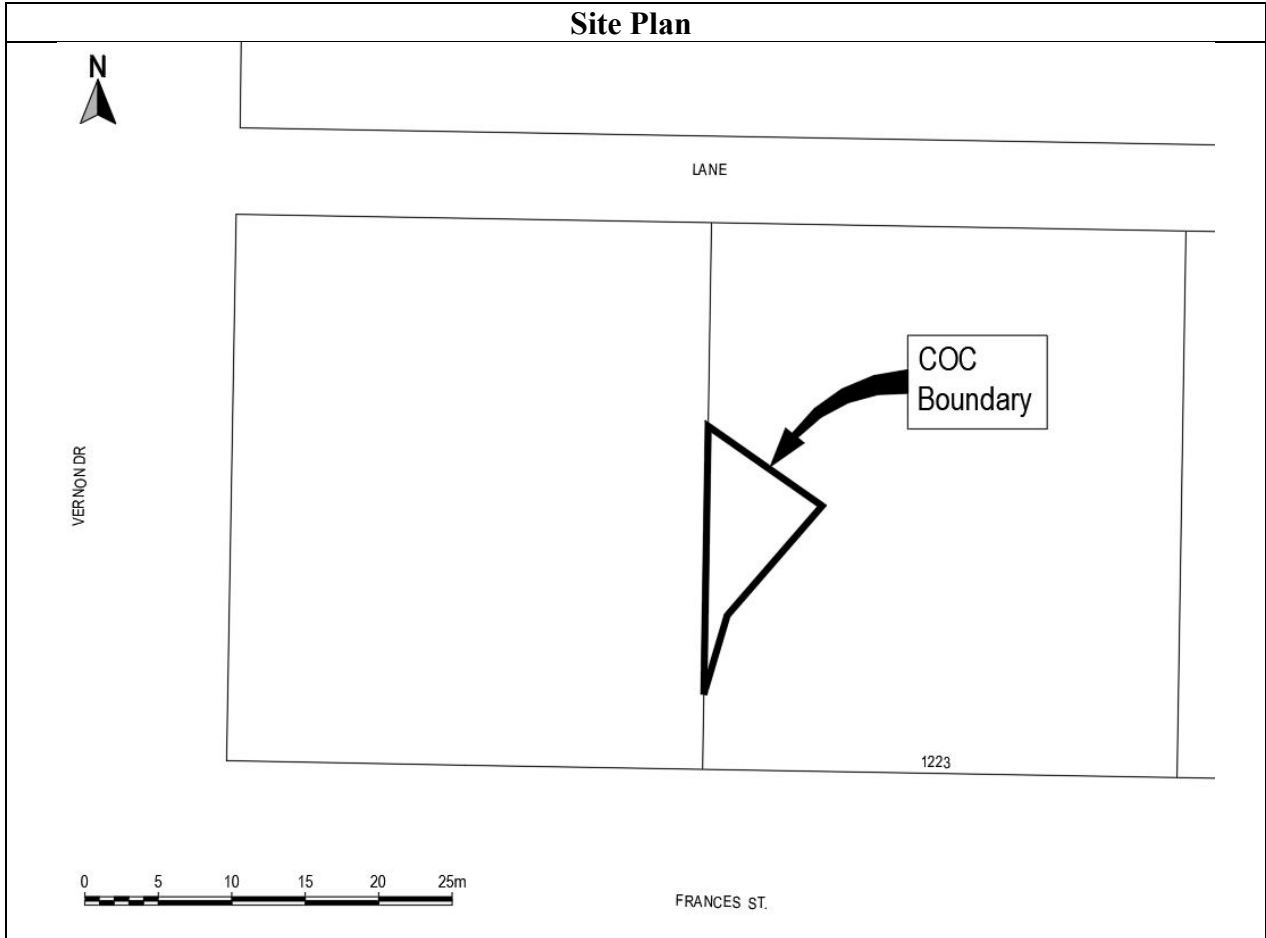 Site Plan
N
LANE
COC
Boundary
VERNON DR
1223
0 5 10 15 20 25m
FRANCES ST.